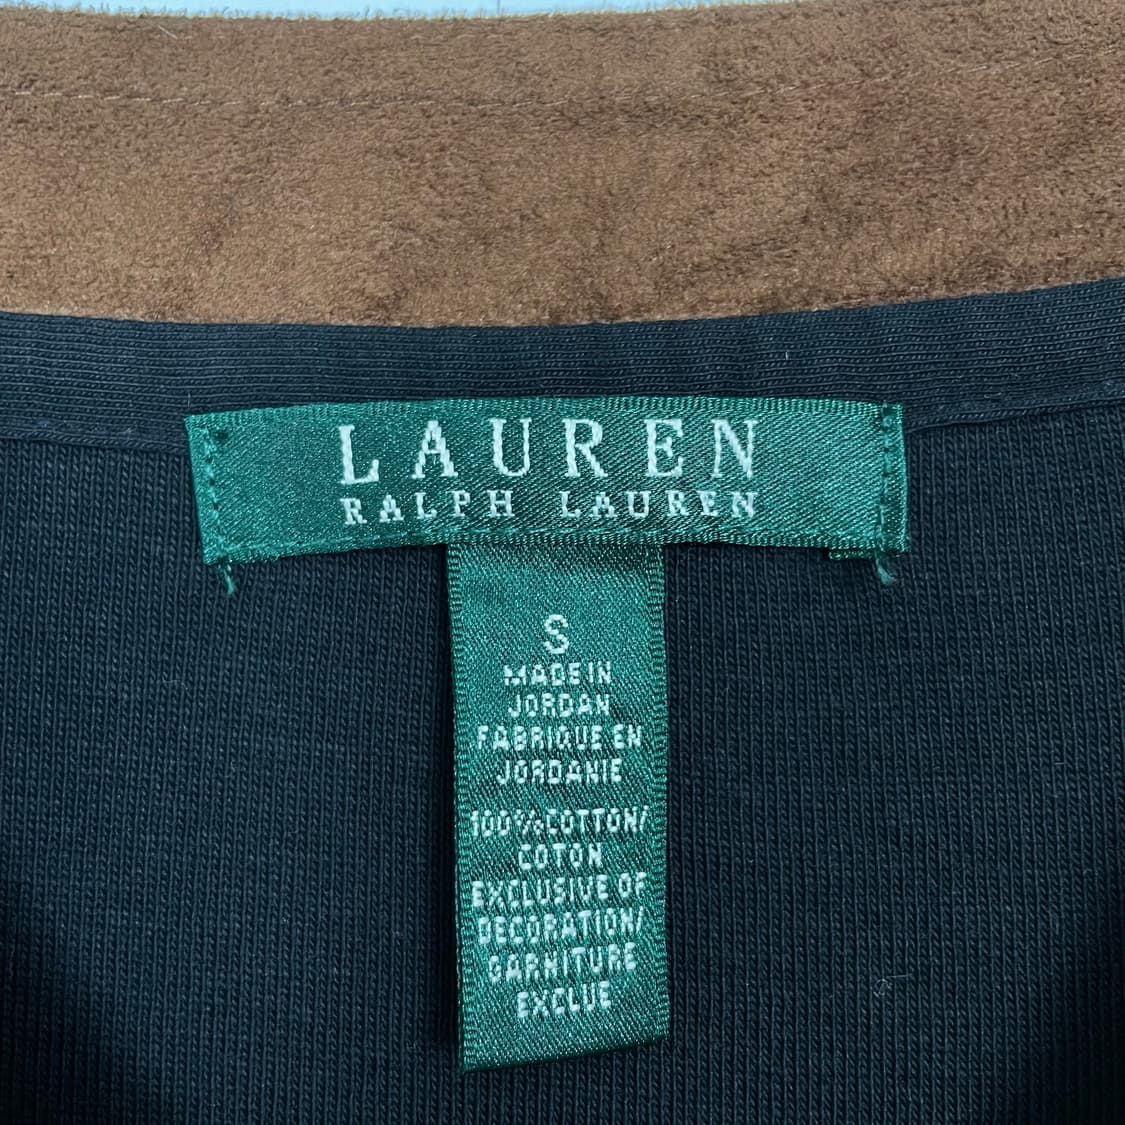 LAUREN
RALPH LAUREN
S
MADE IN
JORDAN
FABRIQUE EN
JORDANIE
100%COTTON/
COTON
EXCLUSIVE OF
DECORATION/
GARNITURE
EXCLUE